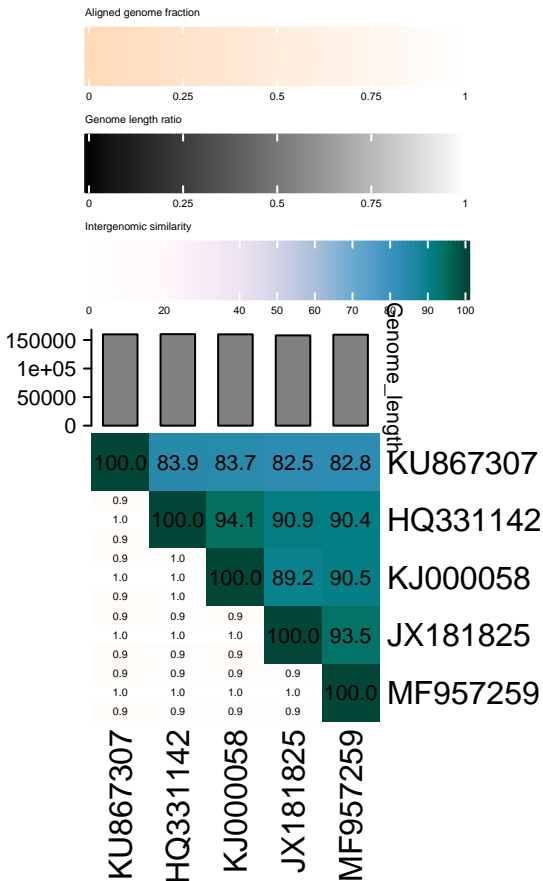 Aligned genome fraction
0 0.25 0.5 0.75 1
Genome length ratio
0 0.25 0.5 0.75 1
Intergenomic similarity
0 20 40 50 60 70 80 90 100
Genome_length
150000
1e+05
50000
0
100.0 83.9 83.7 82.5 82.8 KU867307
0.9
1.0 100.0 94.1 90.9 90.4 HQ331142
0.9
0.9 1.0
1.0 1.0 100.0 89.2 90.5 KJ000058
0.9 1.0
0.9 0.9 0.9
1.0 1.0 1.0 100.0 93.5 JX181825
0.9 0.9 0.9
0.9 0.9 0.9 0.9
1.0 1.0 1.0 1.0 100.0 MF957259
0.9 0.9 0.9 0.9
KU867307
HQ331142
KJ000058
JX181825
MF957259